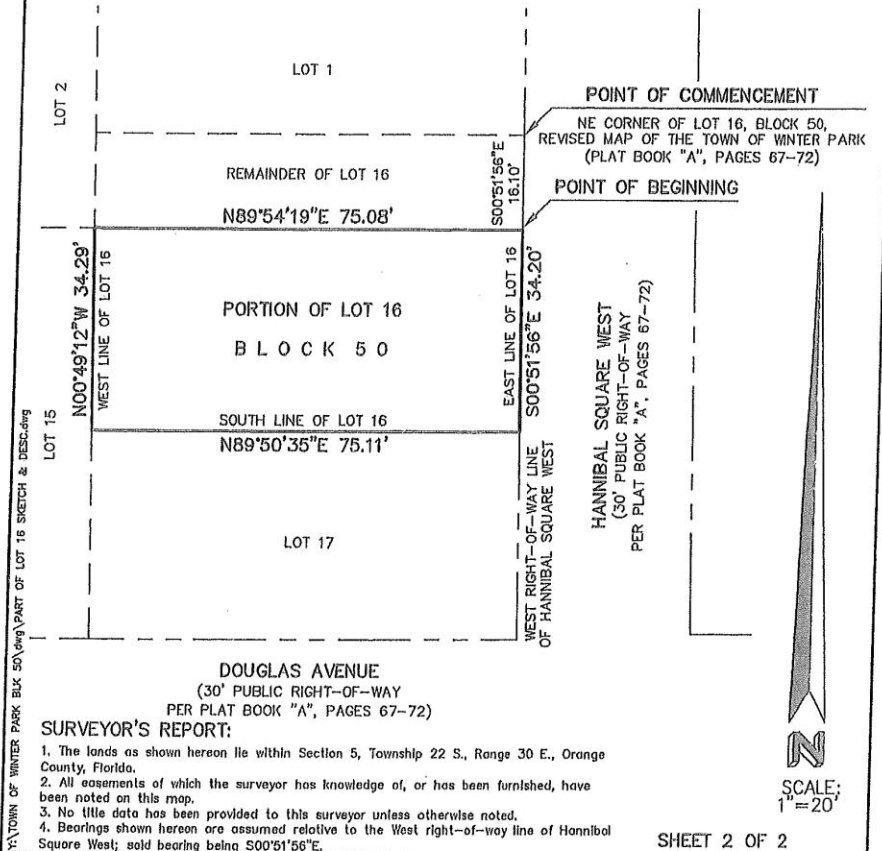 LOT 1
LOT 2
POINT OF COMMENCEMENT
NE CORNER OF LOT 16, BLOCK 50,
REVISED MAP OF THE TOWN OF WINTER PARK
(PLAT BOOK "A", PAGES 67-72)
REMAINDER OF LOT 16
S00°51'56"E
16.10'
POINT OF BEGINNING
N89°54'19"E 75.08'
N00°49'12"W 34.29'
WEST LINE OF LOT 16
PORTION OF LOT 16
BLOCK 50
EAST LINE OF LOT 16
S00°51'56"E 34.20'
HANNIBAL SQUARE WEST
(30' PUBLIC RIGHT-OF-WAY
PER PLAT BOOK "A", PAGES 67-72)
LOT 15
SOUTH LINE OF LOT 16
N89°50'35"E 75.11'
LOT 17
WEST RIGHT-OF-WAY LINE
OF HANNIBAL SQUARE WEST
DOUGLAS AVENUE
(30' PUBLIC RIGHT-OF-WAY
PER PLAT BOOK "A", PAGES 67-72)
SURVEYOR'S REPORT:
1. The lands as shown hereon lie within Section 5, Township 22 S., Range 30 E., Orange
County, Florida.
2. All easements of which the surveyor has knowledge of, or has been furnished, have
been noted on this map.
3. No title data has been provided to this surveyor unless otherwise noted.
4. Bearings shown hereon are assumed relative to the West right-of-way line of Hannibal
Square West; said bearing being S00°51'56"E.
N
SCALE:
1"=20'
SHEET 2 OF 2
Y:\TOWN OF WINTER PARK BLK 50\dwg\PART OF LOT 16 SKETCH & DESC.dwg